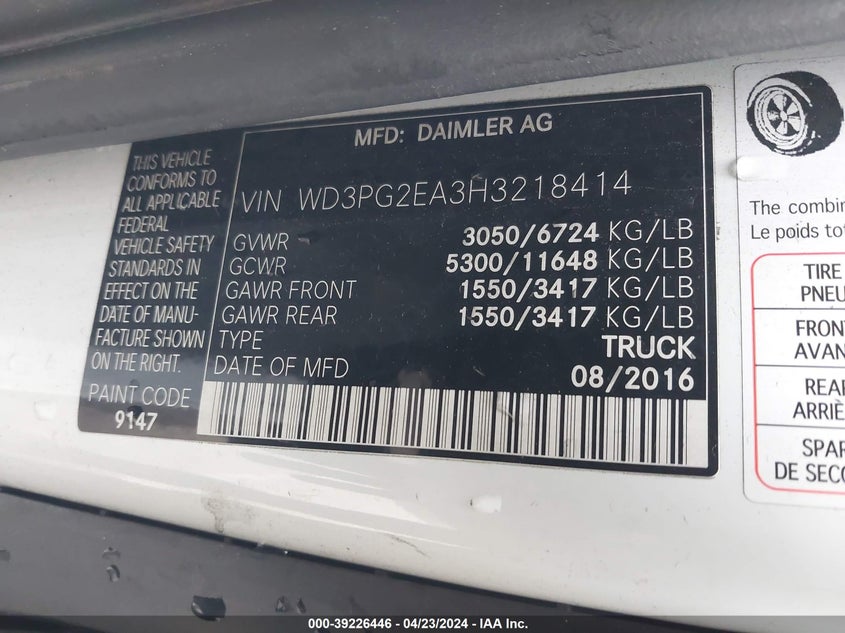 MFD: DAIMLER AG
THIS VEHICLE
CONFORMS TO
ALL APPLICABLE
FEDERAL
VEHICLE SAFETY
STANDARDS IN
EFFECT ON THE
DATE OF MANU-
FACTURE SHOWN
ON THE RIGHT.
PAINT CODE
9147
VIN WD3PG2EA3H3218414
GVWR 3050/6724 KG/LB
GCWR 5300/11648 KG/LB
GAWR FRONT 1550/3417 KG/LB
GAWR REAR 1550/3417 KG/LB
TYPE TRUCK
DATE OF MFD 08/2016
The combin
Le poids tot
TIRE
PNEU
FRONT
AVAN
REAR
ARRIÈ
SPAR
DE SECO
000-39226446 - 04/23/2024 - IAA Inc.